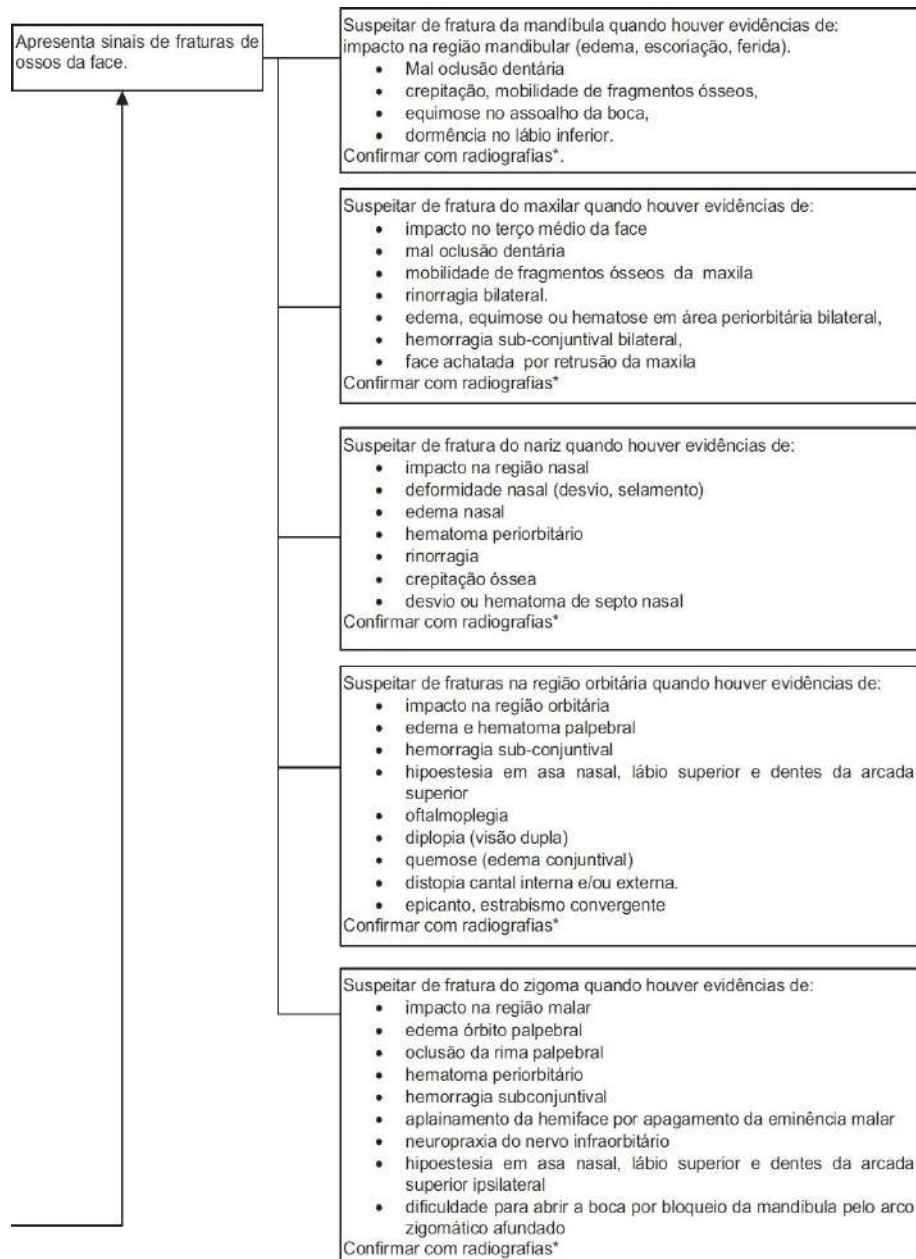 Apresenta sinais de fraturas de
ossos da face.
Suspeitar de fratura da mandíbula quando houver evidências de:
impacto na região mandibular (edema, escoriação, ferida).
• Mal oclusão dentária
• crepitação, mobilidade de fragmentos ósseos,
• equimose no assoalho da boca,
• dormência no lábio inferior.
Confirmar com radiografias*.
Suspeitar de fratura do maxilar quando houver evidências de:
• impacto no terço médio da face
• mal oclusão dentária
• mobilidade de fragmentos ósseos da maxila
• rinorragia bilateral.
• edema, equimose ou hematose em área periorbitária bilateral,
• hemorragia sub-conjuntival bilateral,
• face achatada por retrusão da maxila
Confirmar com radiografias*
Suspeitar de fratura do nariz quando houver evidências de:
• impacto na região nasal
• deformidade nasal (desvio, selamento)
• edema nasal
• hematoma periorbitário
• rinorragia
• crepitação óssea
• desvio ou hematoma de septo nasal
Confirmar com radiografias*
Suspeitar de fraturas na região orbitária quando houver evidências de:
• impacto na região orbitária
• edema e hematoma palpebral
• hemorragia sub-conjuntival
• hipoestesia em asa nasal, lábio superior e dentes da arcada
superior
• oftalmoplegia
• diplopia (visão dupla)
• quemose (edema conjuntival)
• distopia cantal interna e/ou externa.
• epicanto, estrabismo convergente
Confirmar com radiografias*
Suspeitar de fratura do zigoma quando houver evidências de:
• impacto na região malar
• edema órbito palpebral
• oclusão da rima palpebral
• hematoma periorbitário
• hemorragia subconjuntival
• aplainamento da hemiface por apagamento da eminência malar
• neuropraxia do nervo infraorbitário
• hipoestesia em asa nasal, lábio superior e dentes da arcada
superior ipsilateral
• dificuldade para abrir a boca por bloqueio da mandíbula pelo arco
zigomático afundado
Confirmar com radiografias*